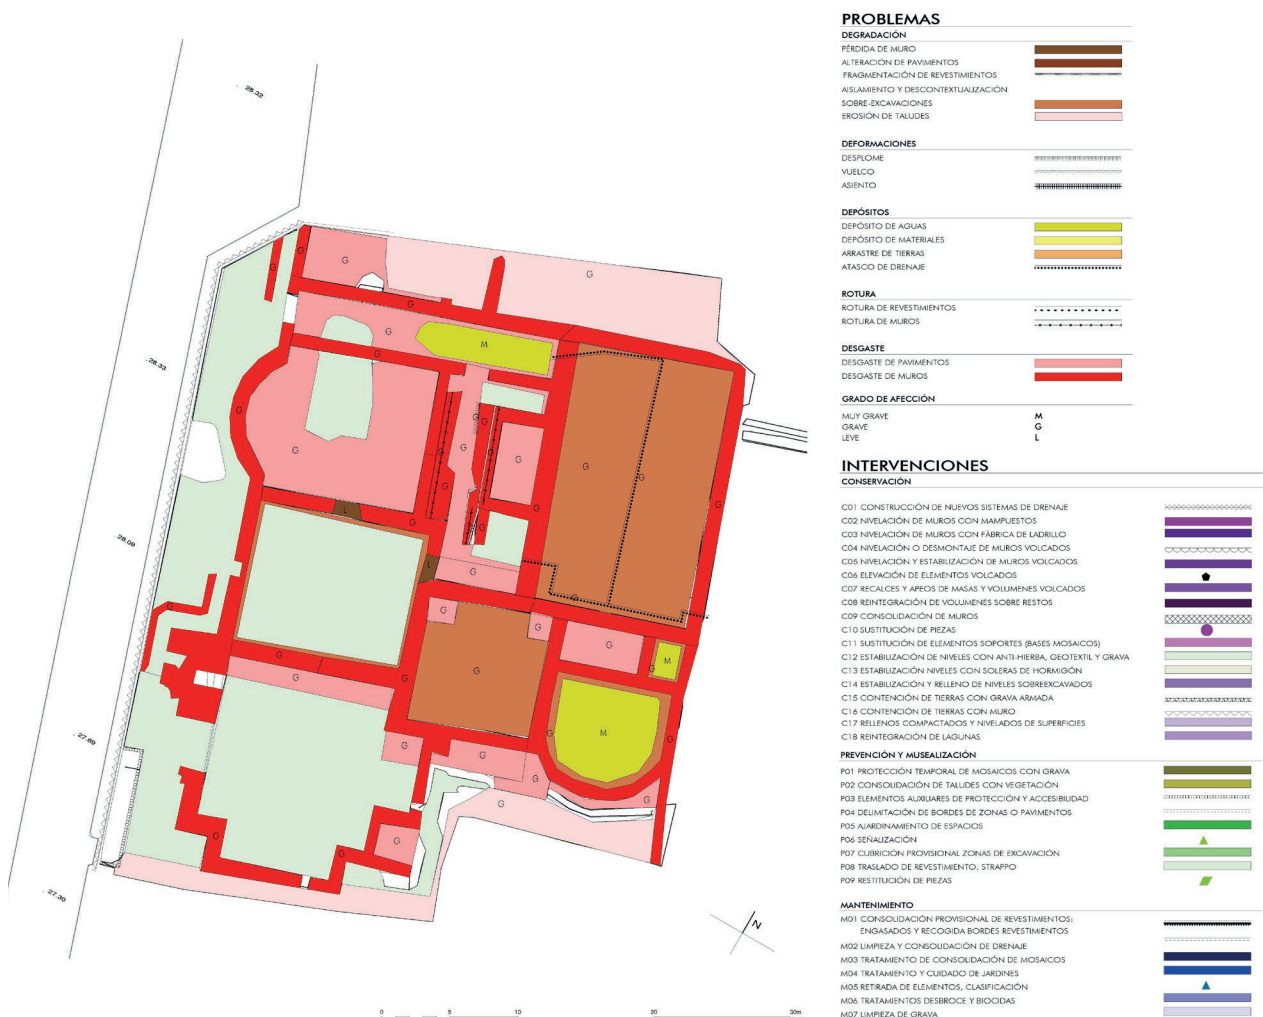 PROBLEMAS
DEGRADACIÓN
PÉRDIDA DE MURO
ALTERACIÓN DE PAVIMENTOS
FRAGMENTACIÓN DE REVESTIMIENTOS
AISLAMIENTO Y DESCONTEXTUALIZACIÓN
SOBRE-EXCAVACIONES
EROSIÓN DE TALUDES
DEFORMACIONES
DESPLOME
VUELCO
ASIENTO
DEPÓSITOS
DEPÓSITO DE AGUAS
DEPÓSITO DE MATERIALES
ARRASTRE DE TIERRAS
ATASCO DE DRENAJE
ROTURA
ROTURA DE REVESTIMIENTOS
ROTURA DE MUROS
DESGASTE
DESGASTE DE PAVIMENTOS
DESGASTE DE MUROS
GRADO DE AFECCIÓN
MUY GRAVE M
GRAVE G
LEVE L
INTERVENCIONES
CONSERVACIÓN
C01 CONSTRUCCIÓN DE NUEVOS SISTEMAS DE DRENAJE
C02 NIVELACIÓN DE MUROS CON MAMPUESTOS
C03 NIVELACIÓN DE MUROS CON FÁBRICA DE LADRILLO
C04 NIVELACIÓN O DESMONTAJE DE MUROS VOLCADOS
C05 NIVELACIÓN Y ESTABILIZACIÓN DE MUROS VOLCADOS
C06 ELEVACIÓN DE ELEMENTOS VOLCADOS
C07 RECALCES Y APEOS DE MASAS Y VOLUMENES VOLCADOS
C08 REINTEGRACIÓN DE VOLUMENES SOBRE RESTOS
C09 CONSOLIDACIÓN DE MUROS
C10 SUSTITUCIÓN DE PIEZAS
C11 SUSTITUCIÓN DE ELEMENTOS SOPORTES (BASES MOSAICOS)
C12 ESTABILIZACIÓN DE NIVELES CON ANTI-HIERBA, GEOTEXTIL Y GRAVA
C13 ESTABILIZACIÓN NIVELES CON SOLERAS DE HORMIGÓN
C14 ESTABILIZACIÓN Y RELLENO DE NIVELES SOBREEXCAVADOS
C15 CONTENCIÓN DE TIERRAS CON GRAVA ARMADA
C16 CONTENCIÓN DE TIERRAS CON MURO
C17 RELLENOS COMPACTADOS Y NIVELADOS DE SUPERFICIES
C18 REINTEGRACIÓN DE LAGUNAS
PREVENCIÓN Y MUSEALIZACIÓN
P01 PROTECCIÓN TEMPORAL DE MOSAICOS CON GRAVA
P02 CONSOLIDACIÓN DE TALUDES CON VEGETACIÓN
P03 ELEMENTOS AUXILIARES DE PROTECCIÓN Y ACCESIBILIDAD
P04 DELIMITACIÓN DE BORDES DE ZONAS O PAVIMENTOS
P05 AJARDINAMIENTO DE ESPACIOS
P06 SEÑALIZACIÓN
P07 CUBRICIÓN PROVISIONAL ZONAS DE EXCAVACIÓN
P08 TRASLADO DE REVESTIMIENTO, STRAPPO
P09 RESTITUCIÓN DE PIEZAS
MANTENIMIENTO
M01 CONSOLIDACIÓN PROVISIONAL DE REVESTIMIENTOS:
ENGASADOS Y RECOGIDA BORDES REVESTIMIENTOS
M02 LIMPIEZA Y CONSOLIDACIÓN DE DRENAJE
M03 TRATAMIENTO DE CONSOLIDACIÓN DE MOSAICOS
M04 TRATAMIENTO Y CUIDADO DE JARDINES
M05 RETIRADA DE ELEMENTOS, CLASIFICACIÓN
M06 TRATAMIENTOS DESBROCE Y BIOCIDAS
M07 LIMPIEZA DE GRAVA
28.32
28.33
28.09
27.69
27.30
N
0 5 10 20 30m